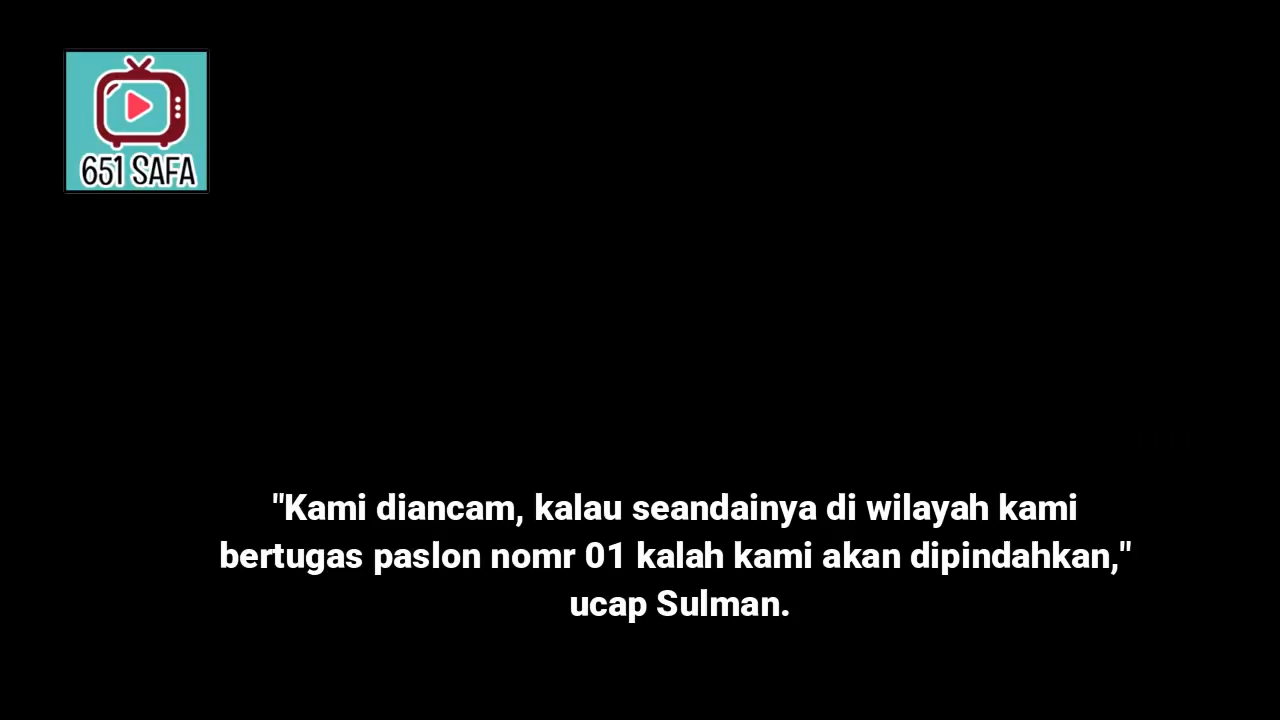 651 SAFA
"Kami diancam, kalau seandainya di wilayah kami
bertugas paslon nomr 01 kalah kami akan dipindahkan,"
ucap Sulman.